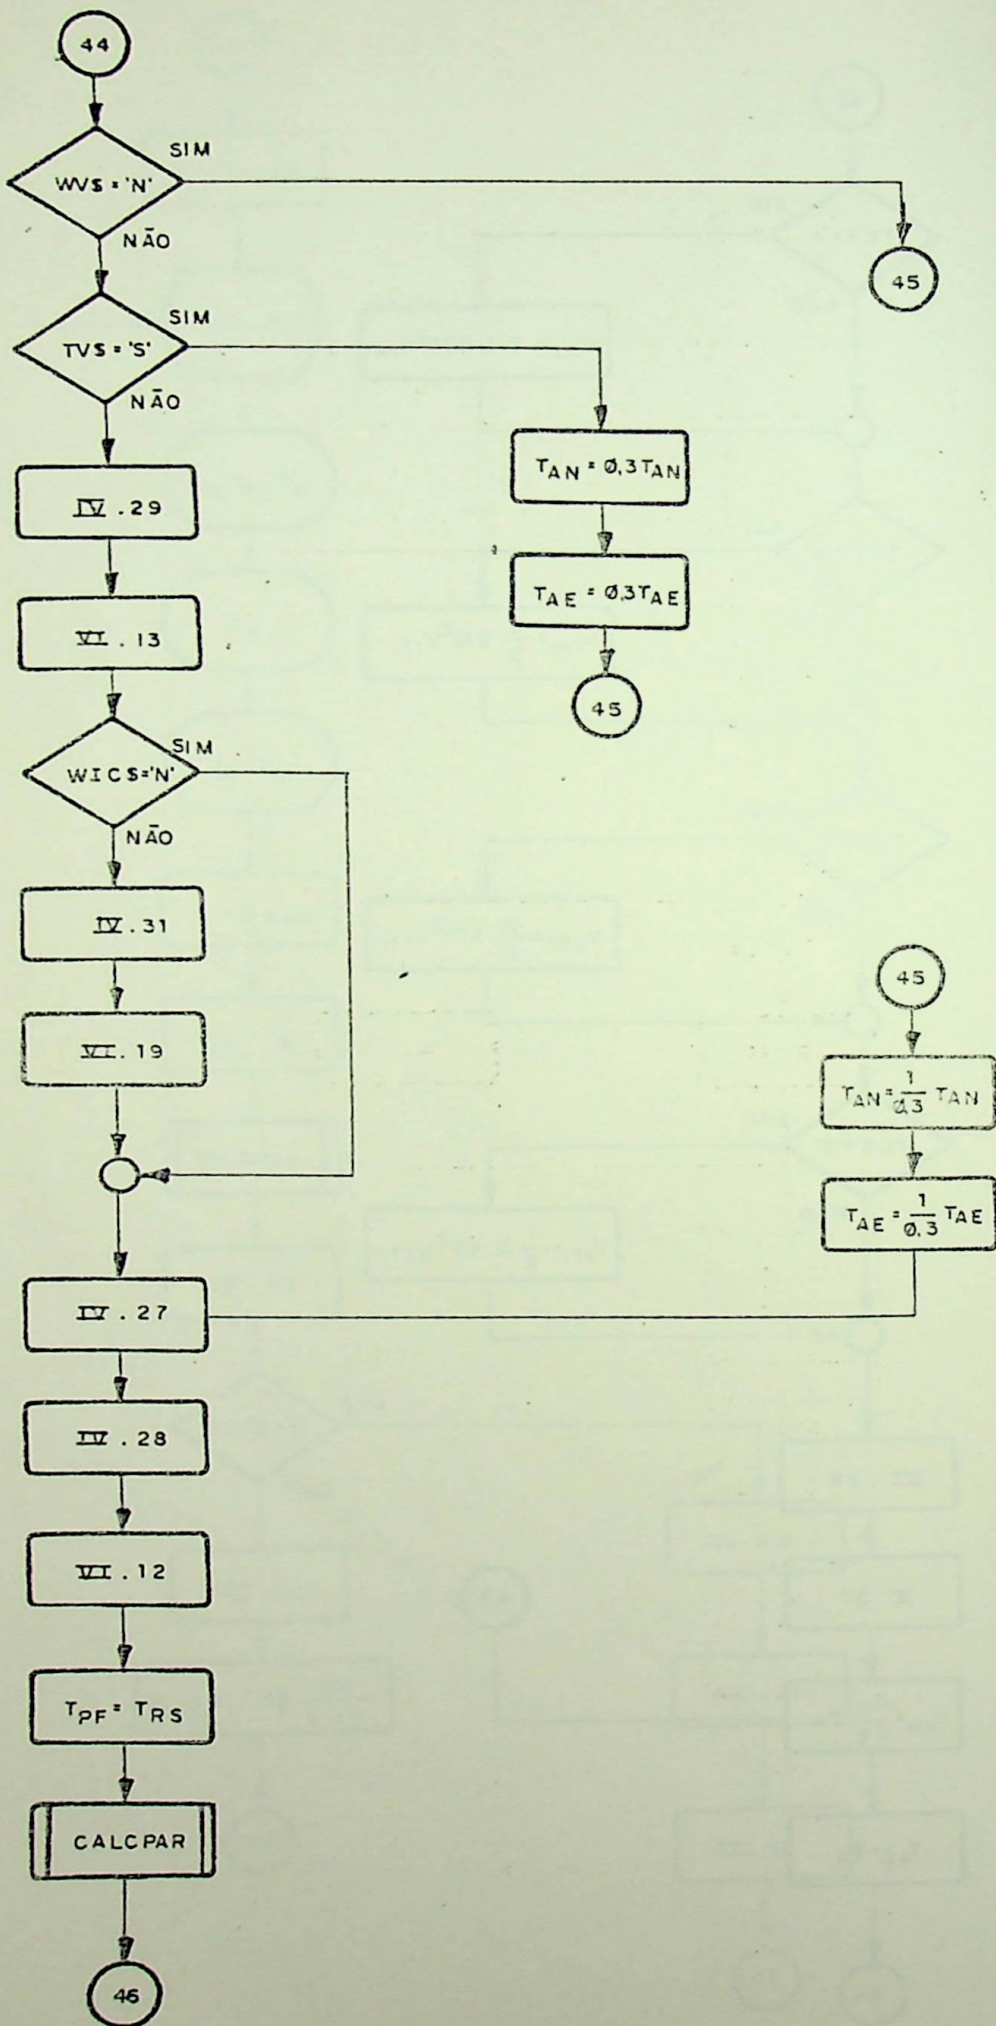 44
SIM
WV$='N'
NÃO
45
SIM
TV$='S'
NÃO
TAN=Ø,3TAN
IV.29
TAE=Ø,3TAE
VI.13
45
SIM
WIC$='N'
NÃO
IV.31
45
VI.19
TAN=1/Ø,3 TAN
TAE=1/Ø,3 TAE
IV.27
IV.28
VI.12
TPF=TRS
CALCPAR
46